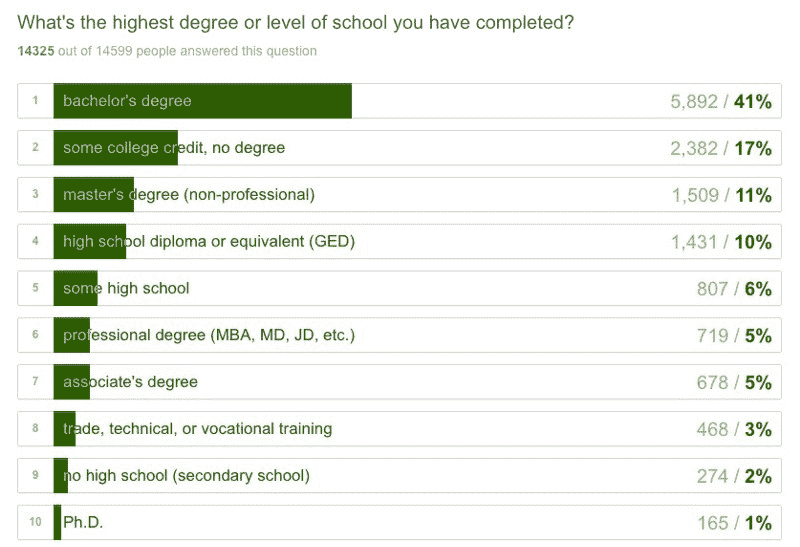 What's the highest degree or level of school you have completed?
14325 out of 14599 people answered this question
1 bachelor's degree 5,892 / 41%
2 some college credit, no degree 2,382 / 17%
3 master's degree (non-professional) 1,509 / 11%
4 high school diploma or equivalent (GED) 1,431 / 10%
5 some high school 807 / 6%
6 professional degree (MBA, MD, JD, etc.) 719 / 5%
7 associate's degree 678 / 5%
8 trade, technical, or vocational training 468 / 3%
9 no high school (secondary school) 274 / 2%
10 Ph.D. 165 / 1%